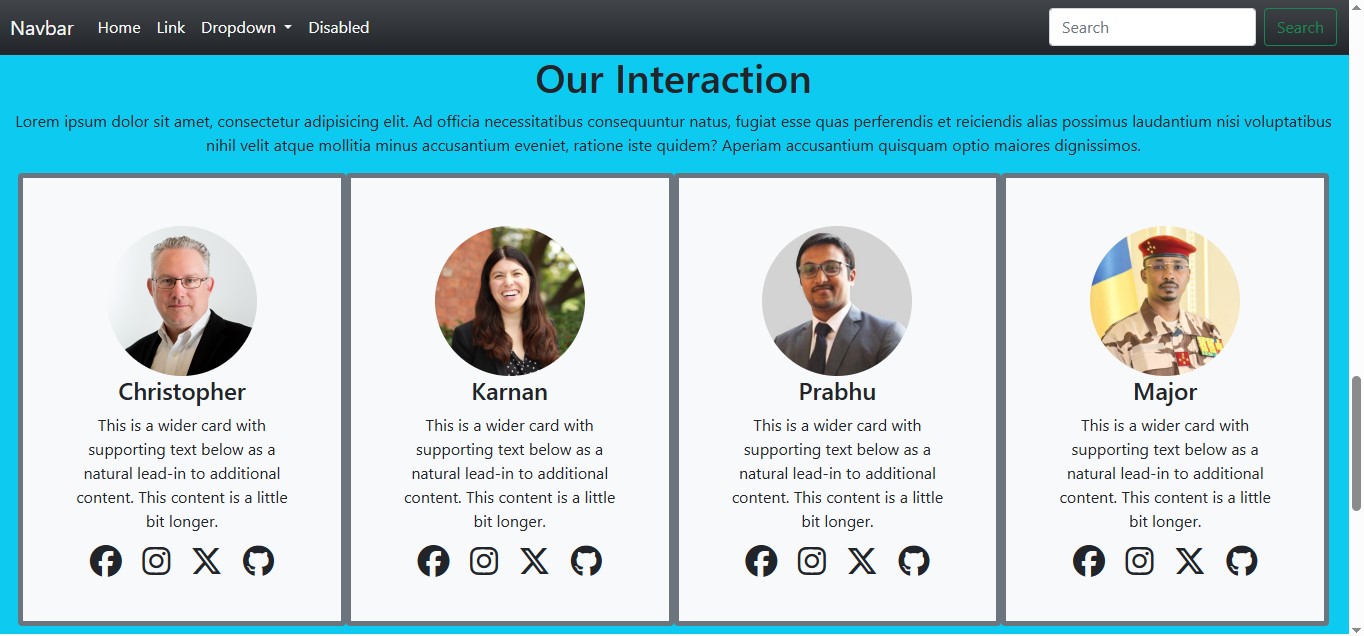 Navbar Home Link Dropdown Disabled Search Search
Our Interaction
Lorem ipsum dolor sit amet, consectetur adipisicing elit. Ad officia necessitatibus consequuntur natus, fugiat esse quas perferendis et reiciendis alias possimus laudantium nisi voluptatibus
nihil velit atque mollitia minus accusantium eveniet, ratione iste quidem? Aperiam accusantium quisquam optio maiores dignissimos.
Christopher
This is a wider card with
supporting text below as a
natural lead-in to additional
content. This content is a little
bit longer.
Karnan
This is a wider card with
supporting text below as a
natural lead-in to additional
content. This content is a little
bit longer.
Prabhu
This is a wider card with
supporting text below as a
natural lead-in to additional
content. This content is a little
bit longer.
Major
This is a wider card with
supporting text below as a
natural lead-in to additional
content. This content is a little
bit longer.